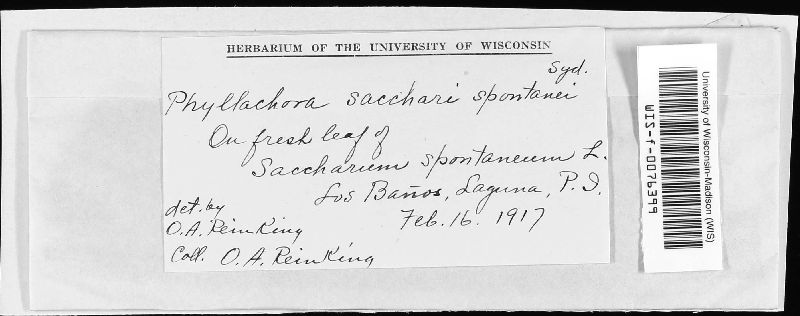 HERBARIUM OF THE UNIVERSITY OF WISCONSIN
Syd.
Phyllachora sacchari spontanei
On fresh leaf of
Saccharum spontaneum L.
Los Baños, Laguna, P.I.
Feb. 16. 1917
det. by
O.A. Reinking
Coll. O.A. Reinking
University of Wisconsin-Madison (WIS)
WIS-f-0076399